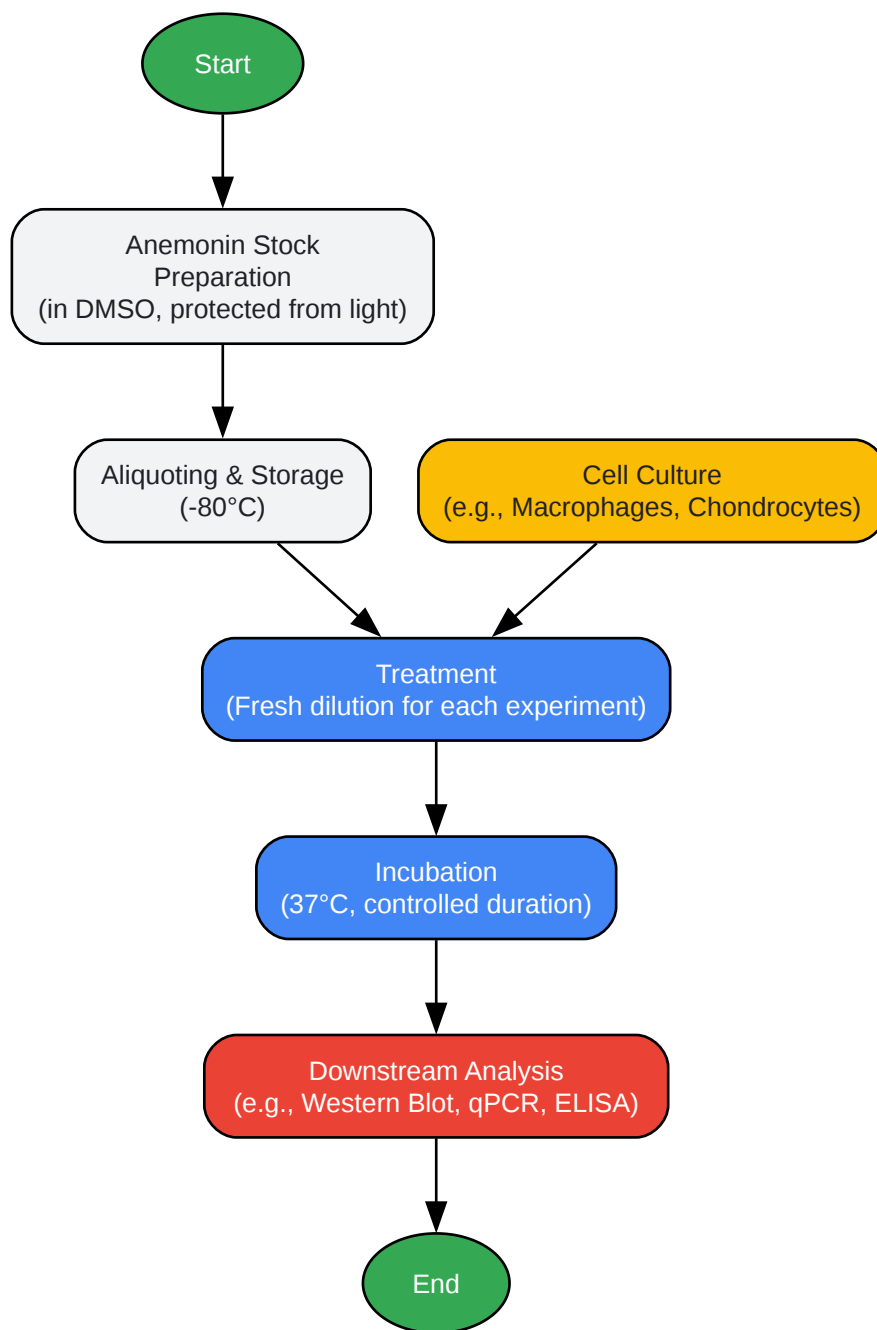 Start
Anemonin Stock
Preparation
(in DMSO, protected from light)
Aliquoting & Storage
(-80°C)
Cell Culture
(e.g., Macrophages, Chondrocytes)
Treatment
(Fresh dilution for each experiment)
Incubation
(37°C, controlled duration)
Downstream Analysis
(e.g., Western Blot, qPCR, ELISA)
End